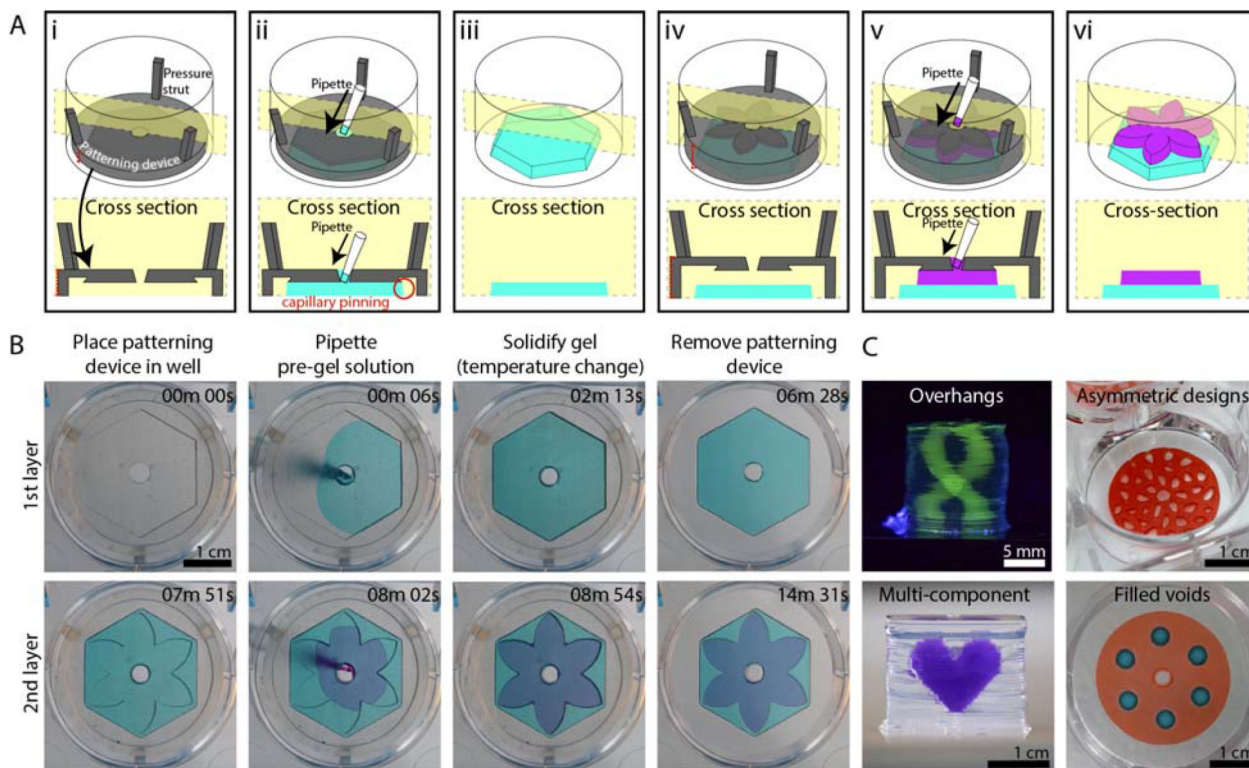 A
i
Pressure
strut
Patterning device
Cross section
ii
Pipette
Cross section
Pipette
capillary pinning
iii
Cross section
iv
Cross section
v
Pipette
Cross section
Pipette
vi
Cross-section
B
Place patterning
device in well
Pipette
pre-gel solution
Solidify gel
(temperature change)
Remove patterning
device
1st layer
00m 00s
1 cm
00m 06s
02m 13s
06m 28s
2nd layer
07m 51s
08m 02s
08m 54s
14m 31s
C
Overhangs
5 mm
Asymmetric designs
1 cm
Multi-component
1 cm
Filled voids
1 cm